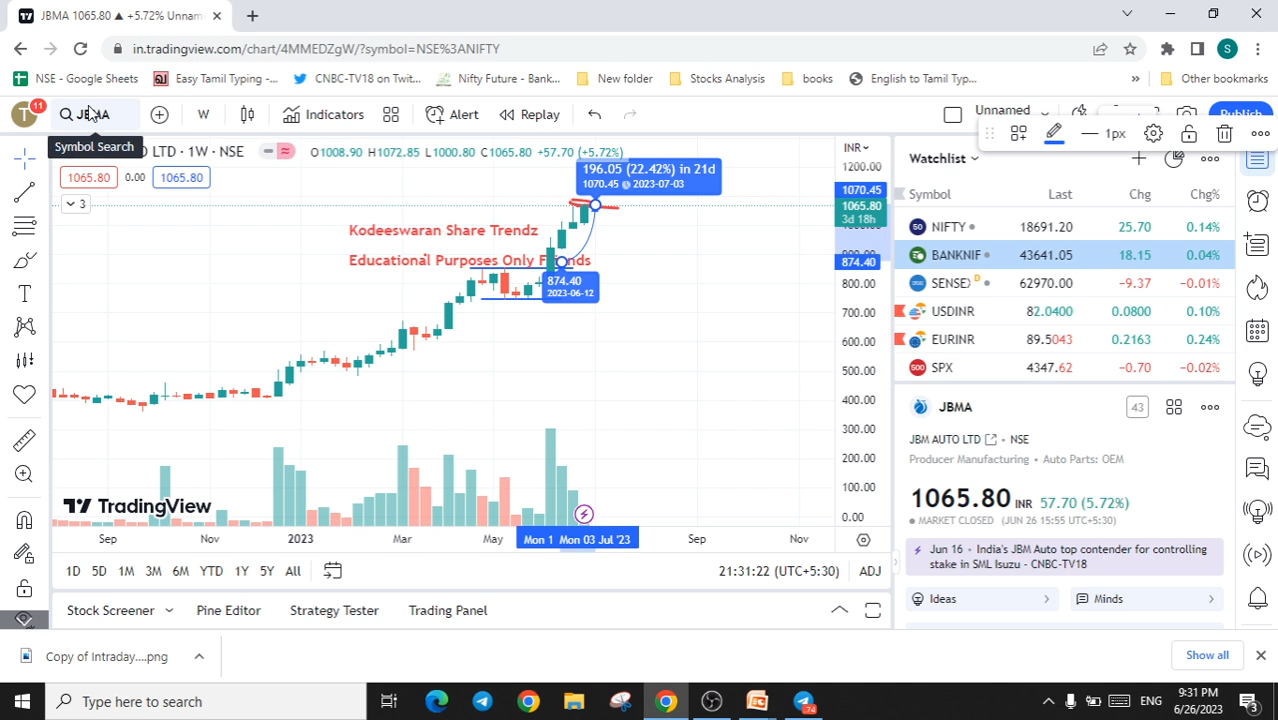 JBMA 1065.80 ▲ +5.72% Unnam
in.tradingview.com/chart/4MMEDZgW/?symbol=NSE%3ANIFTY
S
NSE - Google Sheets
Easy Tamil Typing -...
CNBC-TV18 on Twit...
Nifty Future - Bank...
New folder
Stocks Analysis
books
English to Tamil Typ...
»
Other bookmarks
T 11
JBMA
W
Indicators
Alert
Replay
Unnamed
Publish
1px
Symbol Search
LTD · 1W · NSE
O1008.90 H1072.85 L1000.80 C1065.80 +57.70 (+5.72%)
1065.80 0.00 1065.80
3
196.05 (22.42%) in 21d
1070.45 2023-07-03
Kodeeswaran Share Trendz
Educational Purposes Only
874.40
2023-06-12
INR
1200.00
1070.45
1065.80
3d 18h
874.40
800.00
700.00
600.00
500.00
400.00
300.00
200.00
100.00
0.00
TradingView
Sep
Nov
2023
Mar
May
Mon 1
Mon 03 Jul '23
Sep
Nov
1D 5D 1M 3M 6M YTD 1Y 5Y All
21:31:22 (UTC+5:30)
ADJ
Stock Screener
Pine Editor
Strategy Tester
Trading Panel
Watchlist
Symbol Last Chg Chg%
NIFTY 18691.20 25.70 0.14%
BANKNIF 43641.05 18.15 0.04%
SENSE D 62970.00 -9.37 -0.01%
USDINR 82.0400 0.0800 0.10%
EURINR 89.5043 0.2163 0.24%
500 SPX 4347.62 -0.70 -0.02%
JBMA
43
JBM AUTO LTD • NSE
Producer Manufacturing • Auto Parts: OEM
1065.80 INR 57.70 (5.72%)
MARKET CLOSED (JUN 26 15:55 UTC+5:30)
Jun 16 • India's JBM Auto top contender for controlling
stake in SML Isuzu - CNBC-TV18
Ideas
Minds
Copy of Intraday....png
Show all
Type here to search
74
ENG
9:31 PM
6/26/2023
3